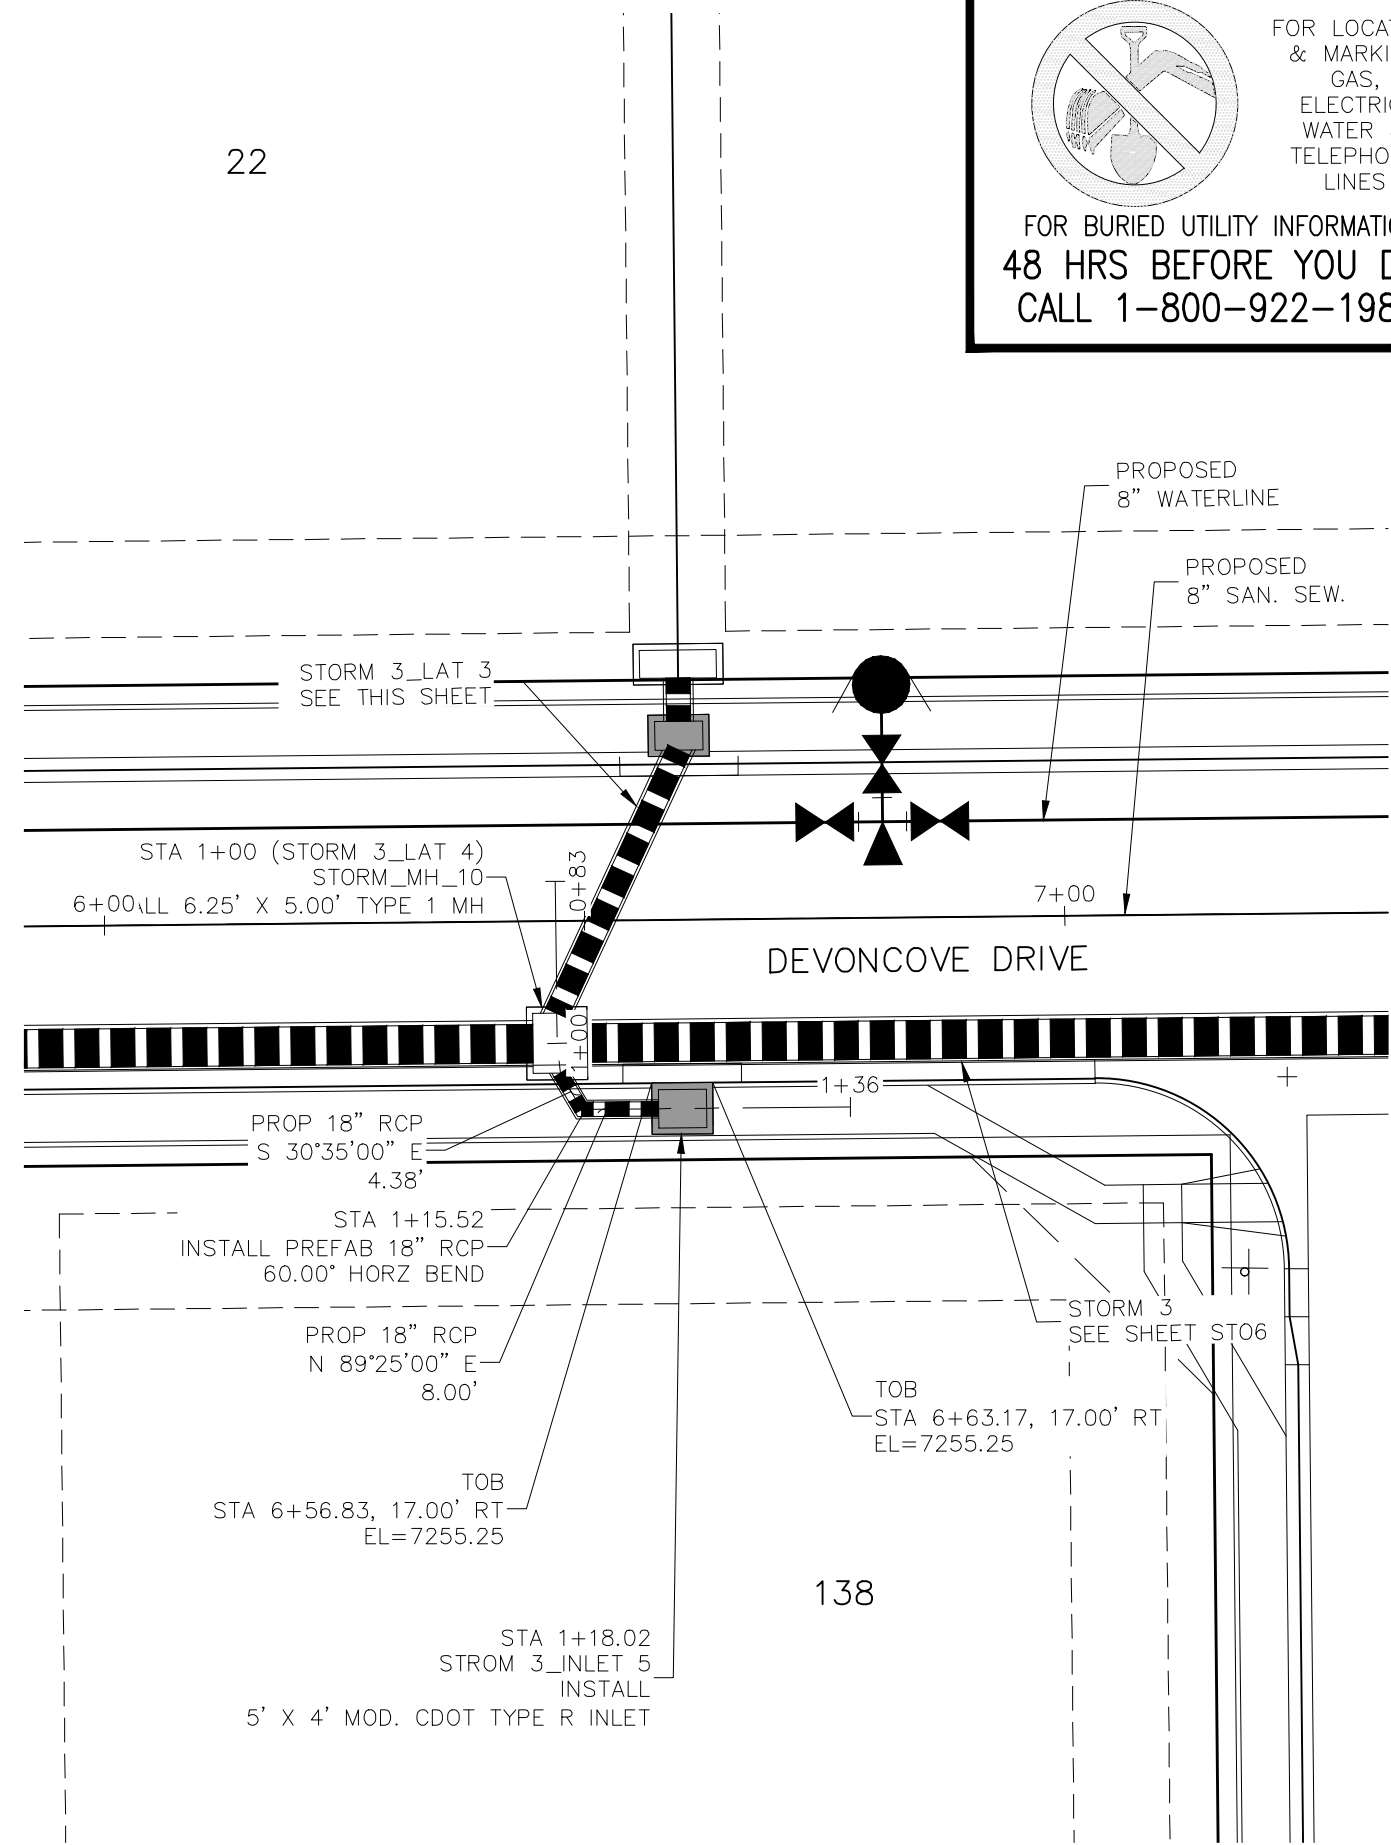 FOR LOCAT
& MARKI
GAS,
ELECTRIC
WATER
TELEPHO
LINES
FOR BURIED UTILITY INFORMATIO
48 HRS BEFORE YOU D
CALL 1-800-922-198
22
PROPOSED
8" WATERLINE
PROPOSED
8" SAN. SEW.
STORM 3_LAT 3
SEE THIS SHEET
STA 1+00 (STORM 3_LAT 4)
STORM_MH_10
6+00
LL 6.25' X 5.00' TYPE 1 MH
0+83
7+00
DEVONCOVE DRIVE
1+00
1+36
PROP 18" RCP
S 30°35'00" E
4.38'
STA 1+15.52
INSTALL PREFAB 18" RCP
60.00° HORZ BEND
PROP 18" RCP
N 89°25'00" E
8.00'
STORM 3
SEE SHEET ST06
TOB
STA 6+63.17, 17.00' RT
EL=7255.25
TOB
STA 6+56.83, 17.00' RT
EL=7255.25
138
STA 1+18.02
STROM 3_INLET 5
INSTALL
5' X 4' MOD. CDOT TYPE R INLET